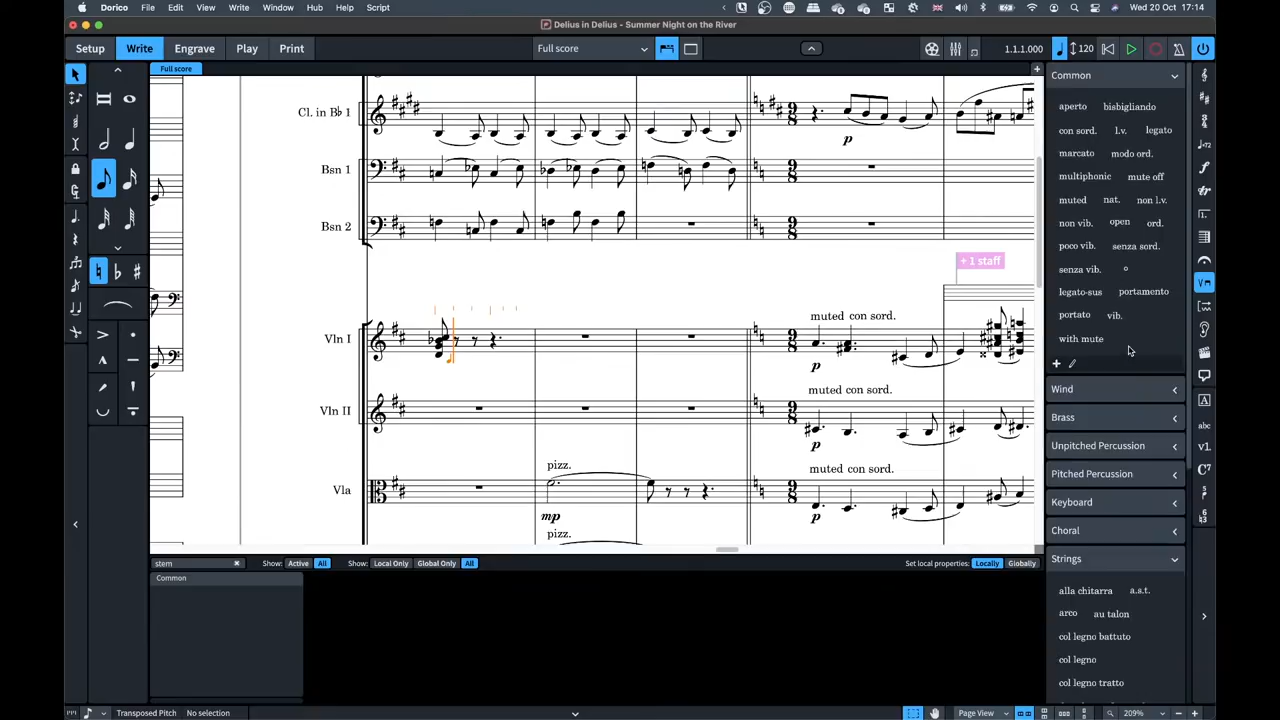 Dorico File Edit View Write Window Hub Help Script Wed 20 Oct 17:14
Delius in Delius - Summer Night on the River
Setup Write Engrave Play Print Full score 1.1.1.000 120
Full score
Common
aperto bisbigliando
con sord. l.v. legato
marcato modo ord.
multiphonic mute off
muted nat. non l.v.
non vib. open ord.
poco vib. senza sord.
senza vib.
legato-sus portamento
portato vib.
with mute
Wind
Brass
Unpitched Percussion
Pitched Percussion
Keyboard
Choral
Strings
alla chitarra a.s.t.
arco au talon
col legno battuto
col legno
col legno tratto
Cl. in B♭ 1
p
Bsn 1
Bsn 2
+ 1 staff
muted con sord.
Vln I
p
muted con sord.
Vln II
p
pizz.
muted con sord.
Vla
mp
p
pizz.
stem Show: Active All Show: Local Only Global Only All Set local properties: Locally Globally
Common
Transposed Pitch No selection Page View 209%